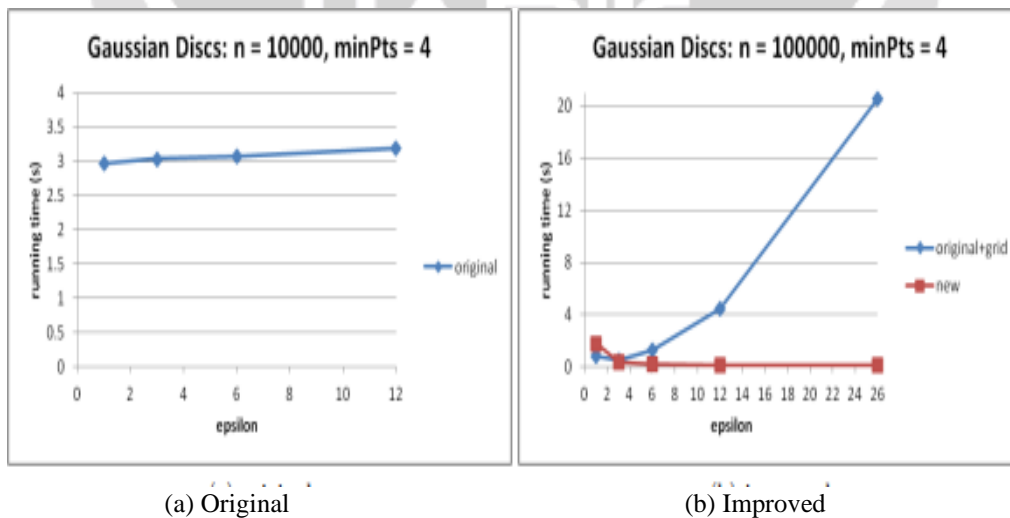 Gaussian Discs: n = 10000, minPts = 4
4
3.5
3
2.5
2
1.5
1
0.5
0
running time (s)
0 2 4 6 8 10 12
epsilon
original
Gaussian Discs: n = 100000, minPts = 4
20
16
12
8
4
0
running time (s)
0 2 4 6 8 10 12 14 16 18 20 22 24 26
epsilon
original+grid
new
(a) Original
(b) Improved